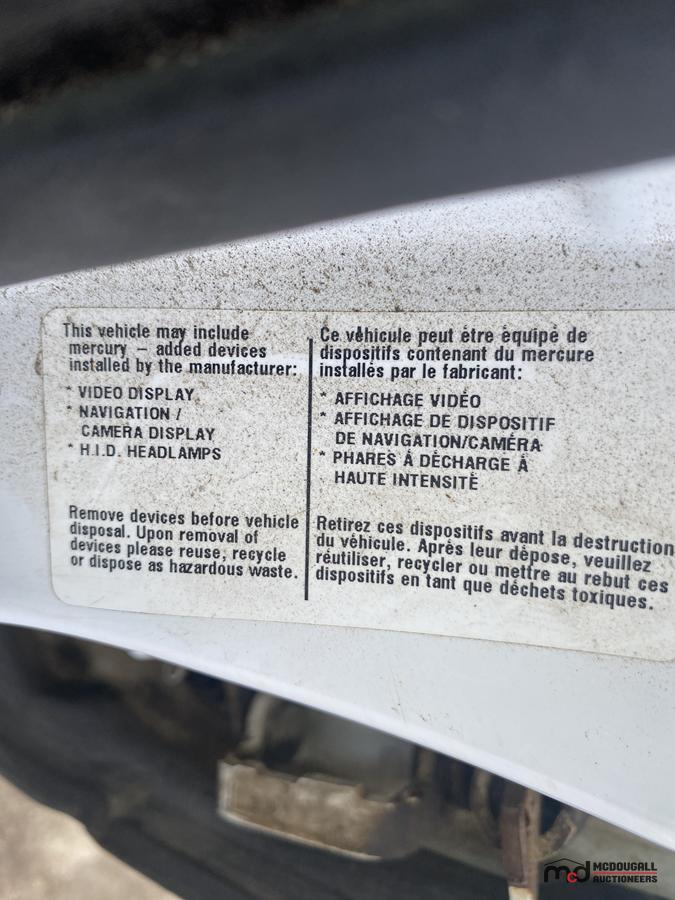 This vehicle may include
mercury – added devices
installed by the manufacturer:
* VIDEO DISPLAY
* NAVIGATION /
CAMERA DISPLAY
* H.I.D. HEADLAMPS
Remove devices before vehicle
disposal. Upon removal of
devices please reuse, recycle
or dispose as hazardous waste.
Ce véhicule peut étre équipé de
dispositifs contenant du mercure
installés par le fabricant:
* AFFICHAGE VIDÉO
* AFFICHAGE DE DISPOSITIF
DE NAVIGATION/CAMÉRA
* PHARES Á DÉCHARGE Á
HAUTE INTENSITÉ
Retirez ces dispositifs avant la destruction
du véhicule. Aprés leur dépose, veuillez
réutiliser, recycler ou mettre au rebut ces
dispositifs en tant que déchets toxiques.
mcd MCDOUGALL
AUCTIONEERS